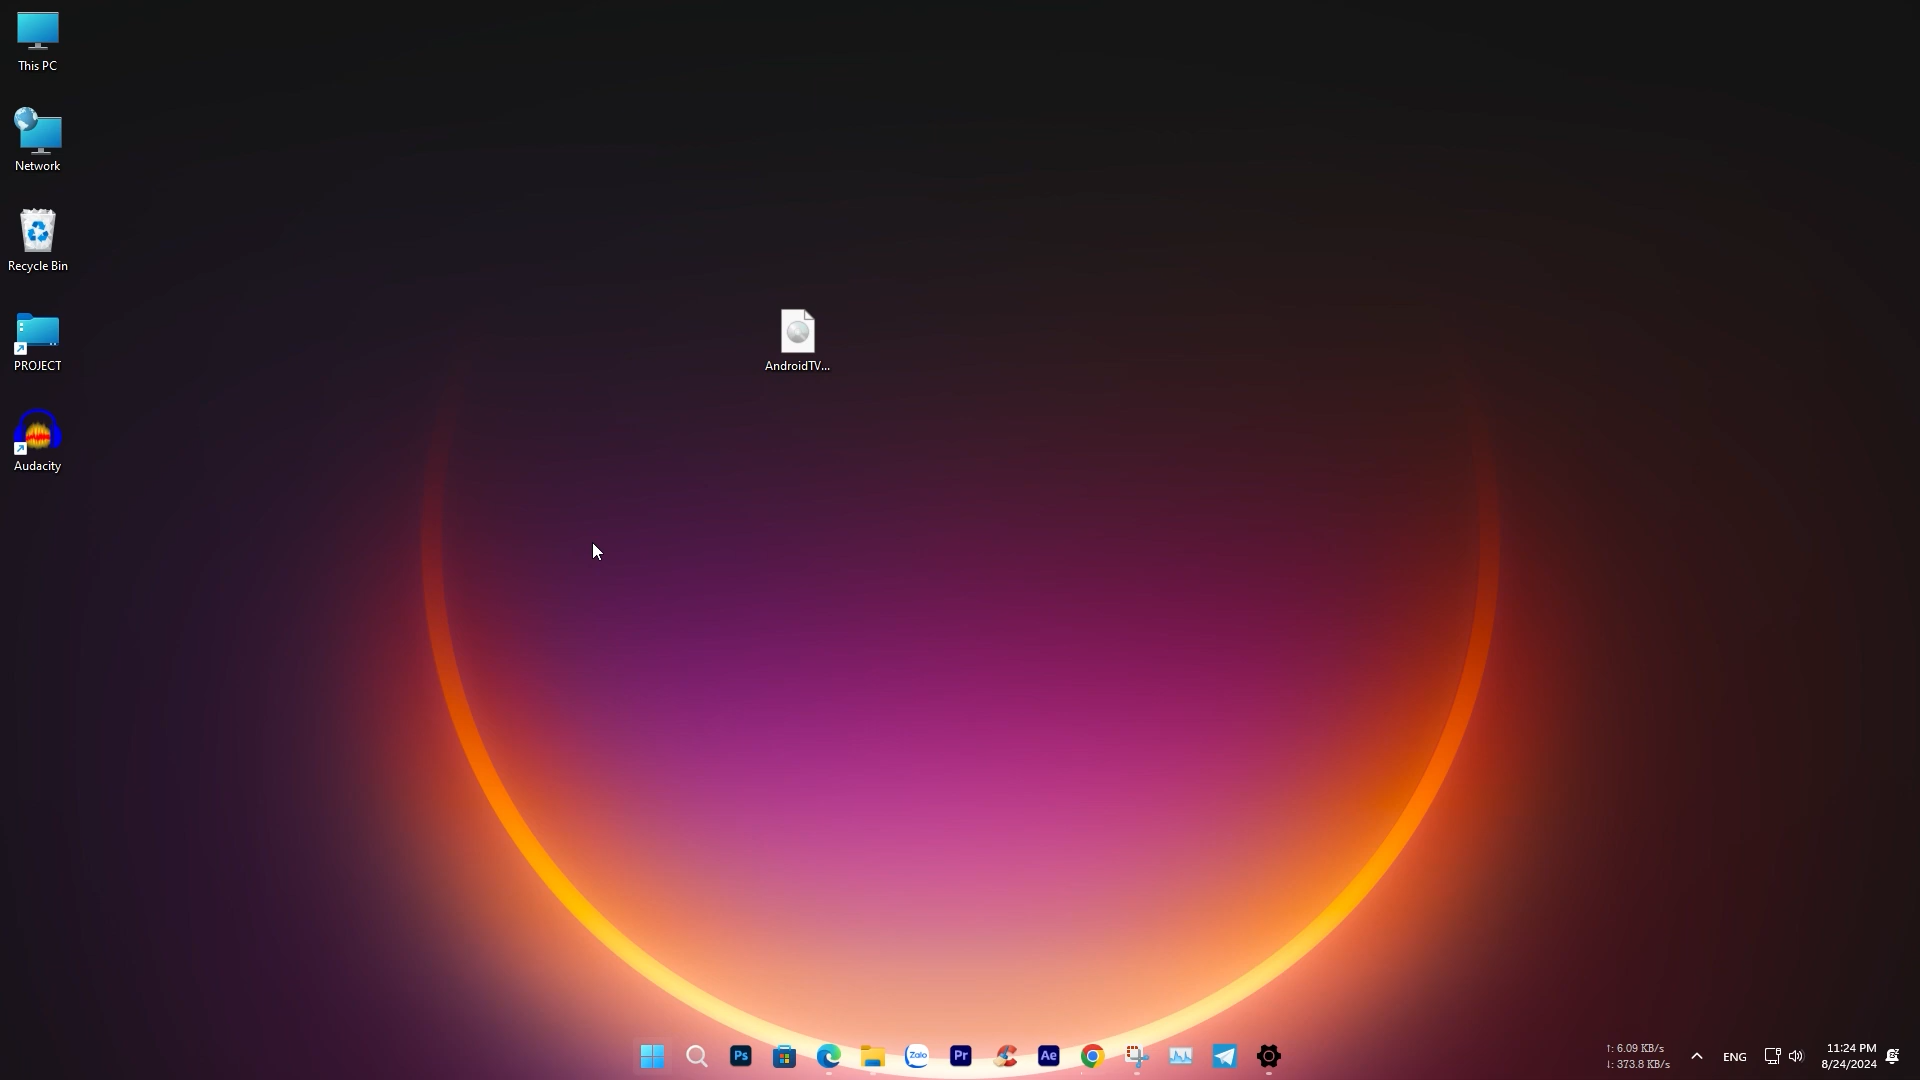 This PC
Network
Recycle Bin
PROJECT
Audacity
AndroidTV...
Ps
Zalo
Pr
Ae
↑: 6.09 KB/s
↓: 373.8 KB/s
ENG
11:24 PM
8/24/2024